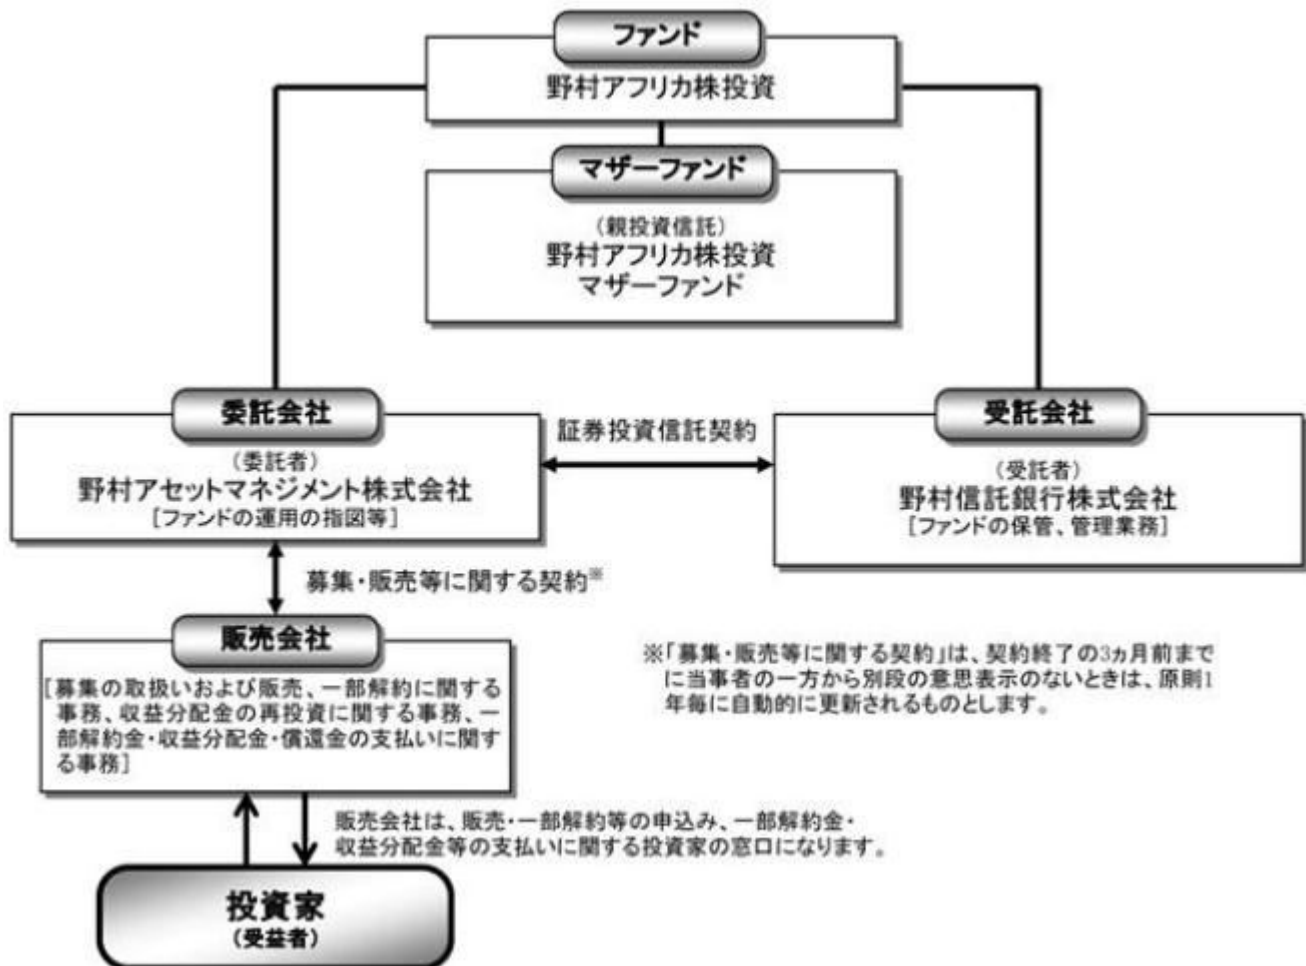 ファンド
野村アフリカ株投資
マザーファンド
(親投資信託)
野村アフリカ株投資
マザーファンド
委託会社
(委託者)
野村アセットマネジメント株式会社
[ファンドの運用の指図等]
証券投資信託契約
受託会社
(受託者)
野村信託銀行株式会社
[ファンドの保管、管理業務]
募集・販売等に関する契約※
販売会社
[募集の取扱いおよび販売、一部解約に関する
事務、収益分配金の再投資に関する事務、一
部解約金・収益分配金・償還金の支払いに関す
る事務]
※「募集・販売等に関する契約」は、契約終了の3ヵ月前まで
に当事者の一方から別段の意思表示のないときは、原則1
年毎に自動的に更新されるものとします。
販売会社は、販売・一部解約等の申込み、一部解約金・
収益分配金等の支払いに関する投資家の窓口になります。
投資家
(受益者)